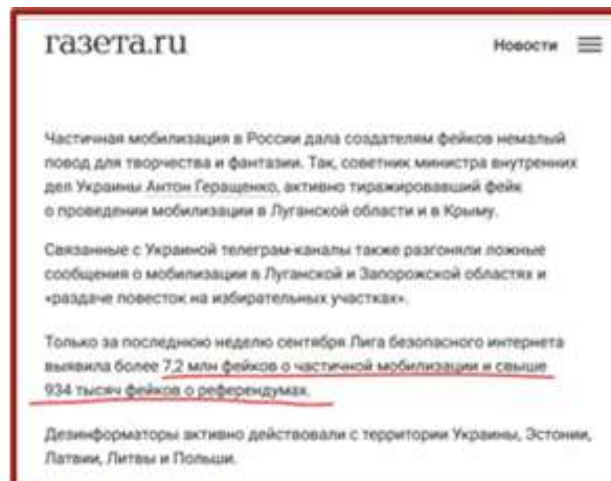 газета.ru
Новости
Частичная мобилизация в России дала создателям фейков немалый
повод для творчества и фантазии. Так, советник министра внутренних
дел Украины Антон Геращенко, активно тиражировавший фейк
о проведении мобилизации в Луганской области и в Крыму.
Связанные с Украиной телеграм-каналы также разгоняли ложные
сообщения о мобилизации в Луганской и Запорожской областях и
«раздаче повесток на избирательных участках».
Только за последнюю неделю сентября Лига безопасного интернета
выявила более 7,2 млн фейков о частичной мобилизации и свыше
934 тысяч фейков о референдумах.
Дезинформаторы активно действовали с территории Украины, Эстонии,
Латвии, Литвы и Польши.